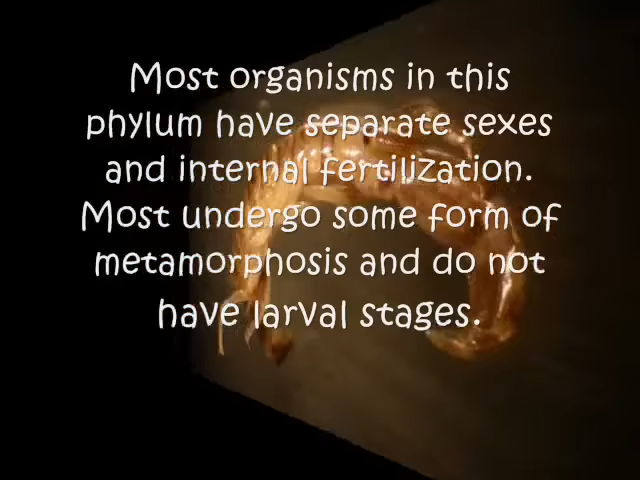 Most organisms in this
phylum have separate sexes
and internal fertilization.
Most undergo some form of
metamorphosis and do not
have larval stages.